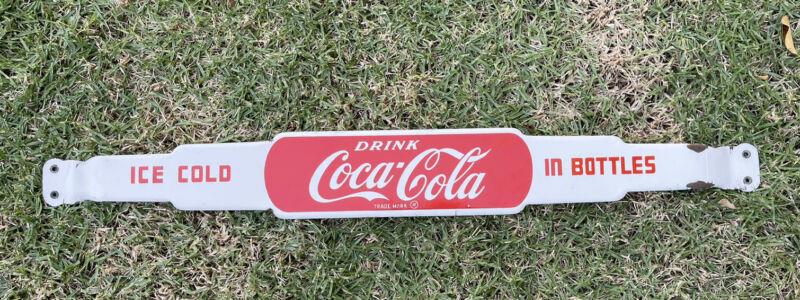 ICE COLD
DRINK
Coca-Cola
TRADE MARK ®
IN BOTTLES